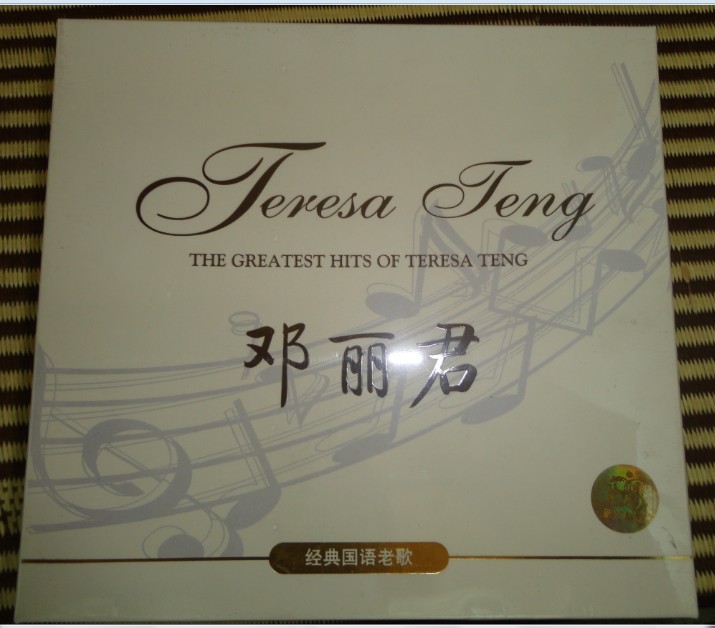 Teresa Teng
THE GREATEST HITS OF TERESA TENG
邓丽君
经典国语老歌